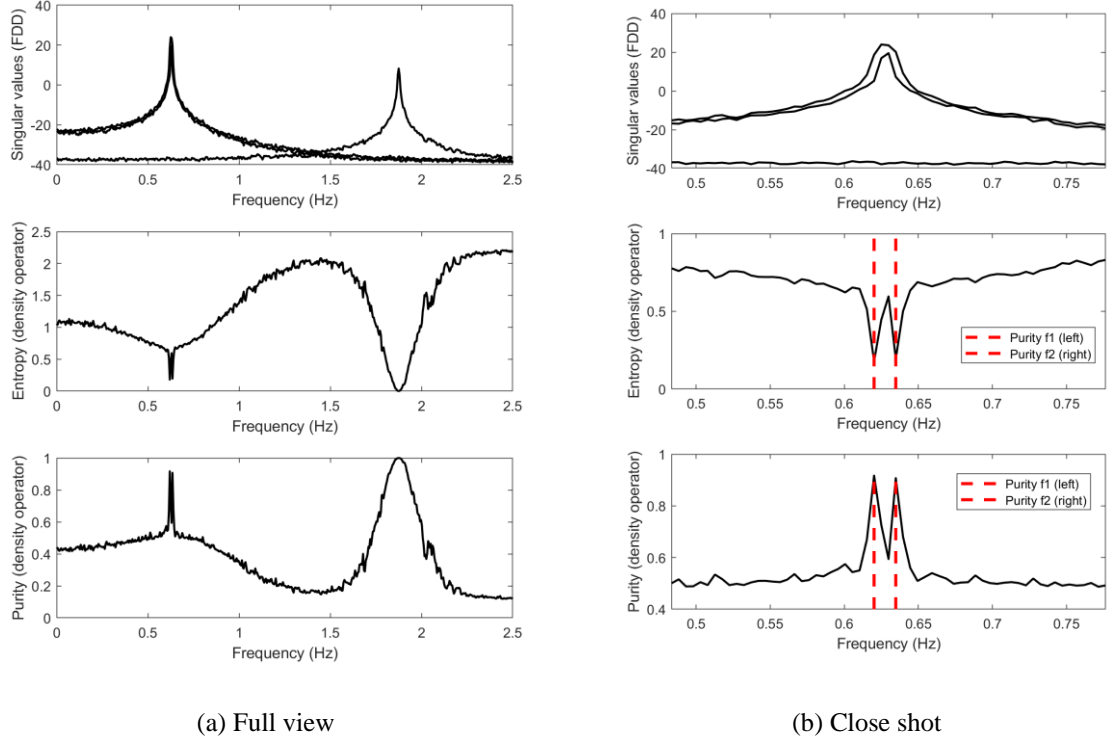 40
20
0
-20
-40
Singular values (FDD)
0 0.5 1 1.5 2 2.5
Frequency (Hz)
2.5
2
1.5
1
0.5
0
Entropy (density operator)
0 0.5 1 1.5 2 2.5
Frequency (Hz)
1
0.8
0.6
0.4
0.2
0
Purity (density operator)
0 0.5 1 1.5 2 2.5
Frequency (Hz)
(a) Full view
40
20
0
-20
-40
Singular values (FDD)
0.5 0.55 0.6 0.65 0.7 0.75
Frequency (Hz)
1
0.5
0
Entropy (density operator)
Purity f1 (left)
Purity f2 (right)
0.5 0.55 0.6 0.65 0.7 0.75
Frequency (Hz)
1
0.8
0.6
0.4
Purity (density operator)
Purity f1 (left)
Purity f2 (right)
0.5 0.55 0.6 0.65 0.7 0.75
Frequency (Hz)
(b) Close shot